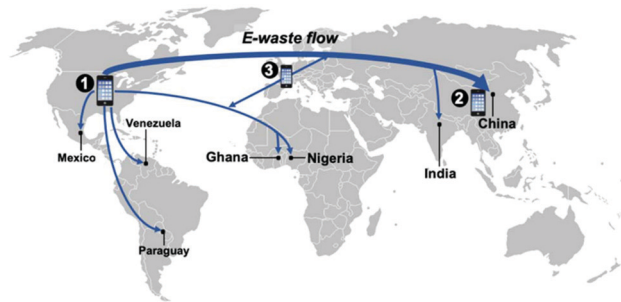 E-waste flow
1
3
2
China
Venezuela
Mexico
Ghana
Nigeria
India
Paraguay